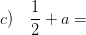 c) 1/2 + a =